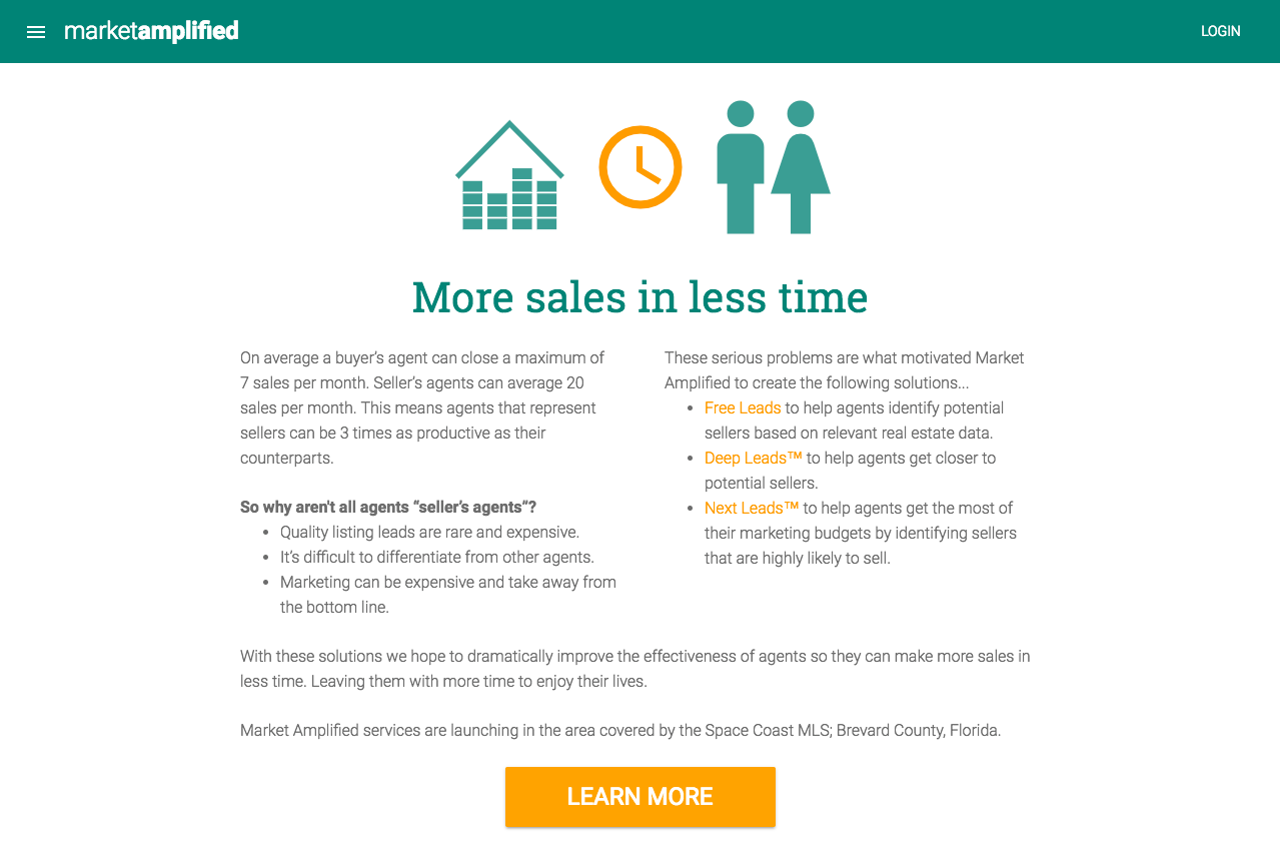 marketamplified
LOGIN
More sales in less time
On average a buyer’s agent can close a maximum of
7 sales per month. Seller’s agents can average 20
sales per month. This means agents that represent
sellers can be 3 times as productive as their
counterparts.
So why aren't all agents “seller’s agents”?
• Quality listing leads are rare and expensive.
• It’s difficult to differentiate from other agents.
• Marketing can be expensive and take away from
the bottom line.
These serious problems are what motivated Market
Amplified to create the following solutions...
• Free Leads to help agents identify potential
sellers based on relevant real estate data.
• Deep Leads™ to help agents get closer to
potential sellers.
• Next Leads™ to help agents get the most of
their marketing budgets by identifying sellers
that are highly likely to sell.
With these solutions we hope to dramatically improve the effectiveness of agents so they can make more sales in
less time. Leaving them with more time to enjoy their lives.
Market Amplified services are launching in the area covered by the Space Coast MLS; Brevard County, Florida.
LEARN MORE